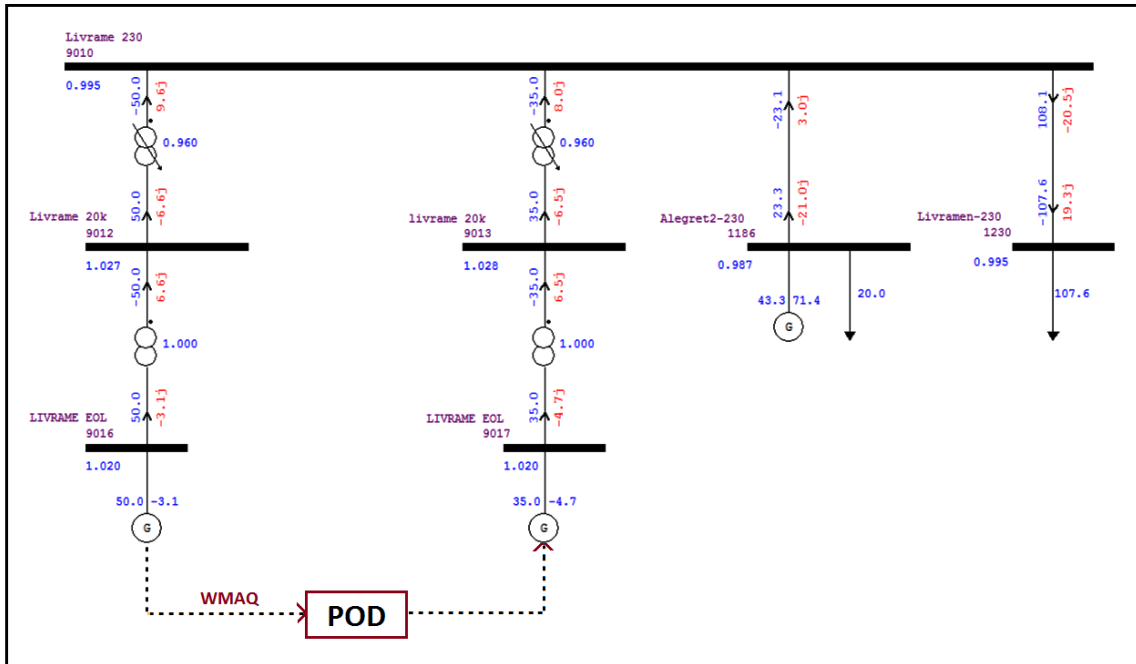 Livrame 230
9010
0.995
-50.0 9.6j
-35.0 8.0j
-23.1 3.0j
108.1 -20.5j
0.960
0.960
50.0 -6.6j
35.0 -6.5j
23.3 -21.0j
-107.6 19.3j
Livrame 20k
9012
livrame 20k
9013
Alegret2-230
1186
Livramen-230
1230
1.027
1.028
0.987
0.995
-50.0 6.6j
-35.0 6.5j
43.3 71.4
20.0
107.6
G
1.000
1.000
50.0 -3.1j
35.0 -4.7j
LIVRAME EOL
9016
LIVRAME EOL
9017
1.020
1.020
50.0 -3.1
35.0 -4.7
G
G
WMAQ
POD